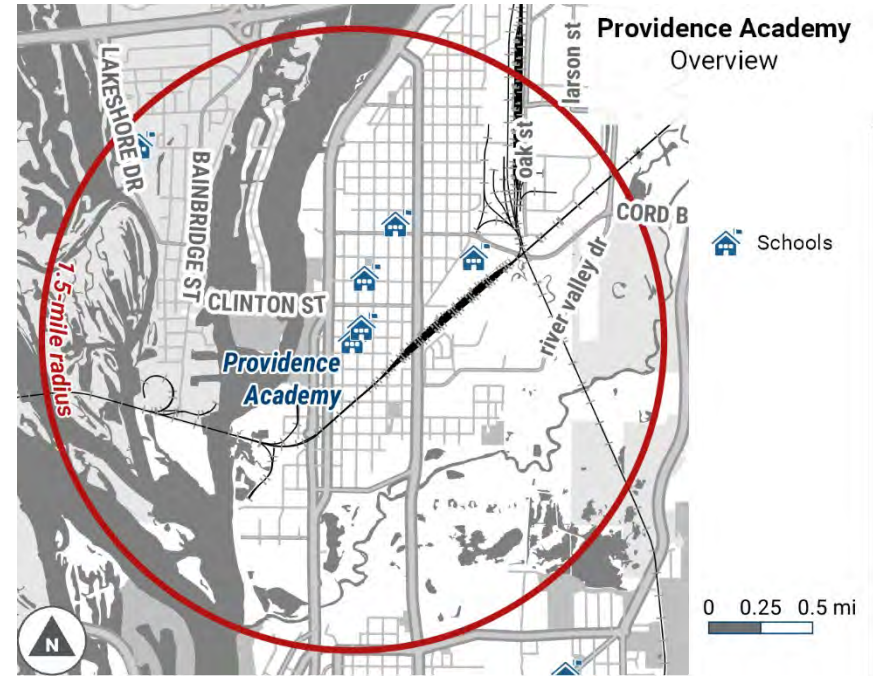 Providence Academy
Overview
LAKESHORE DR
BAINBRIDGE ST
CLINTON ST
oak st
larson st
CORD B
river valley dr
1.5-mile radius
Providence
Academy
Schools
0 0.25 0.5 mi
N